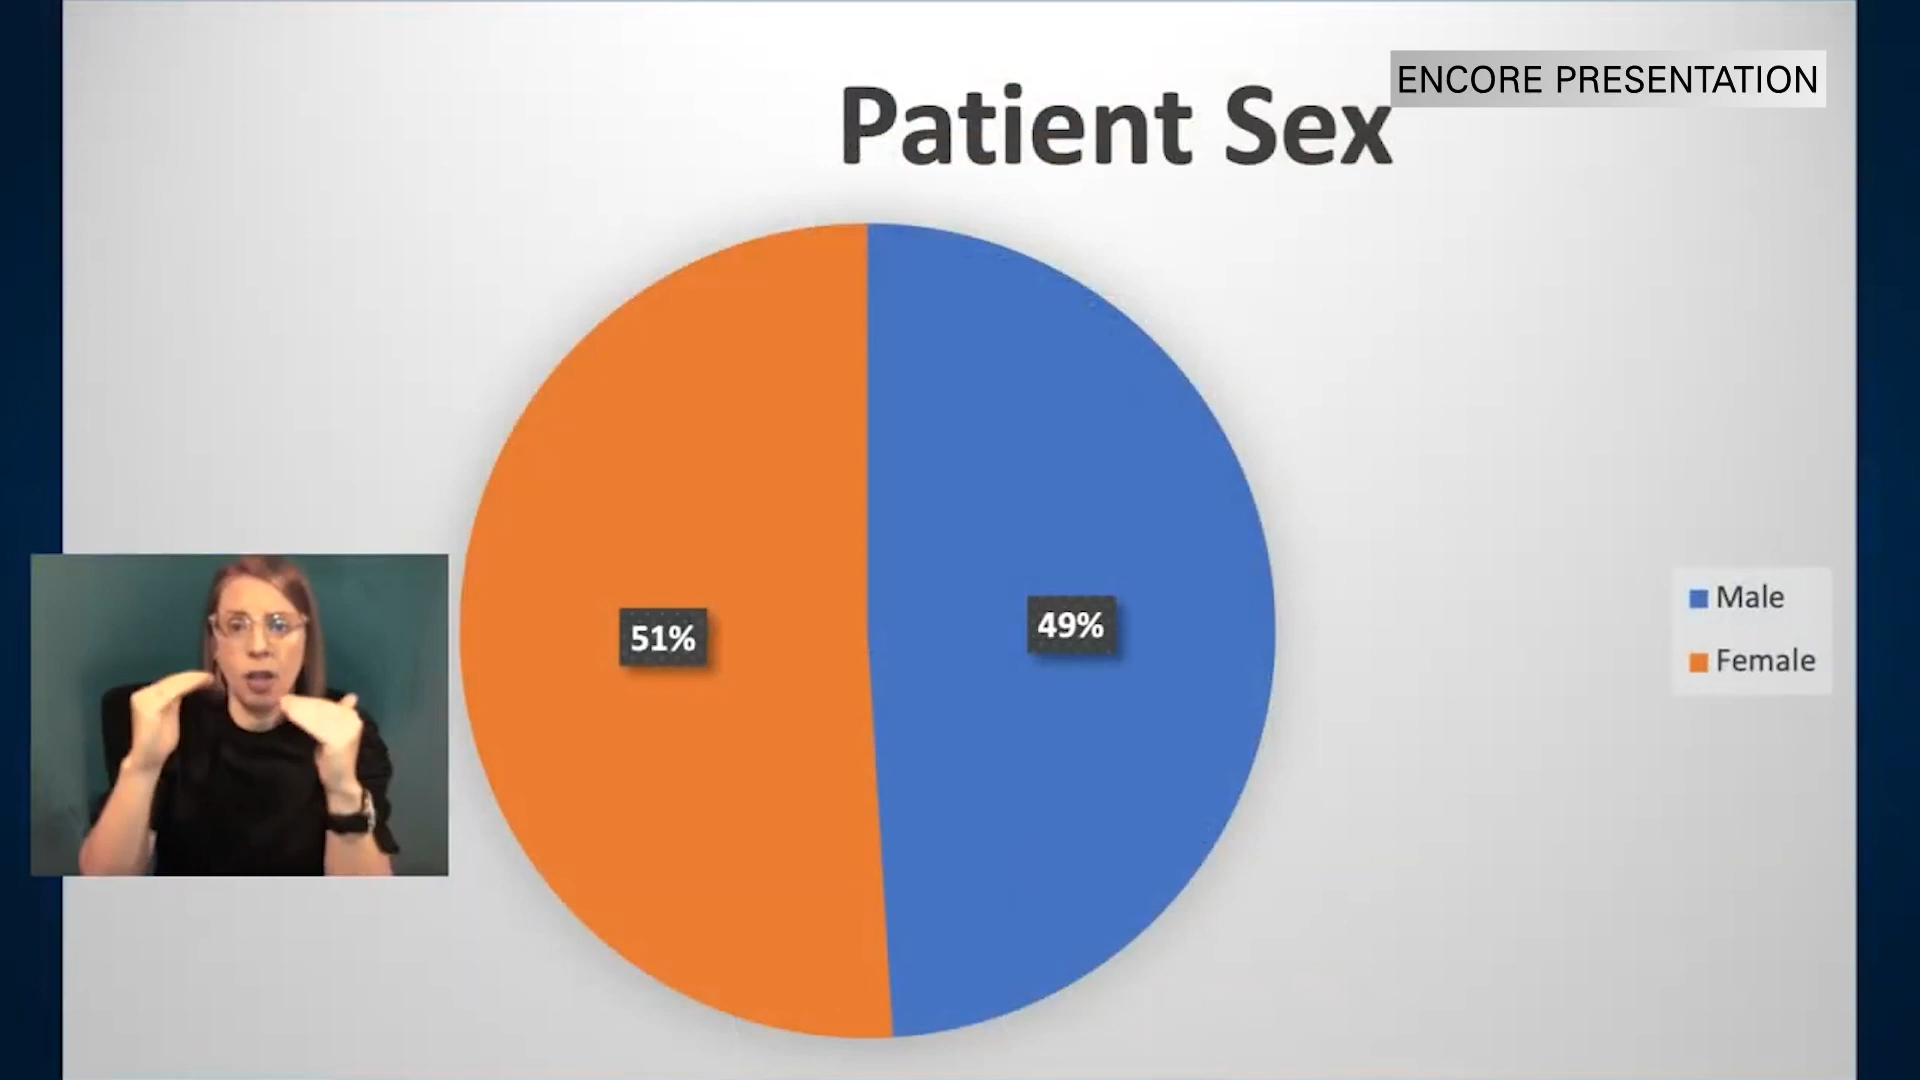 ENCORE PRESENTATION
Patient Sex
51%
49%
Male
Female